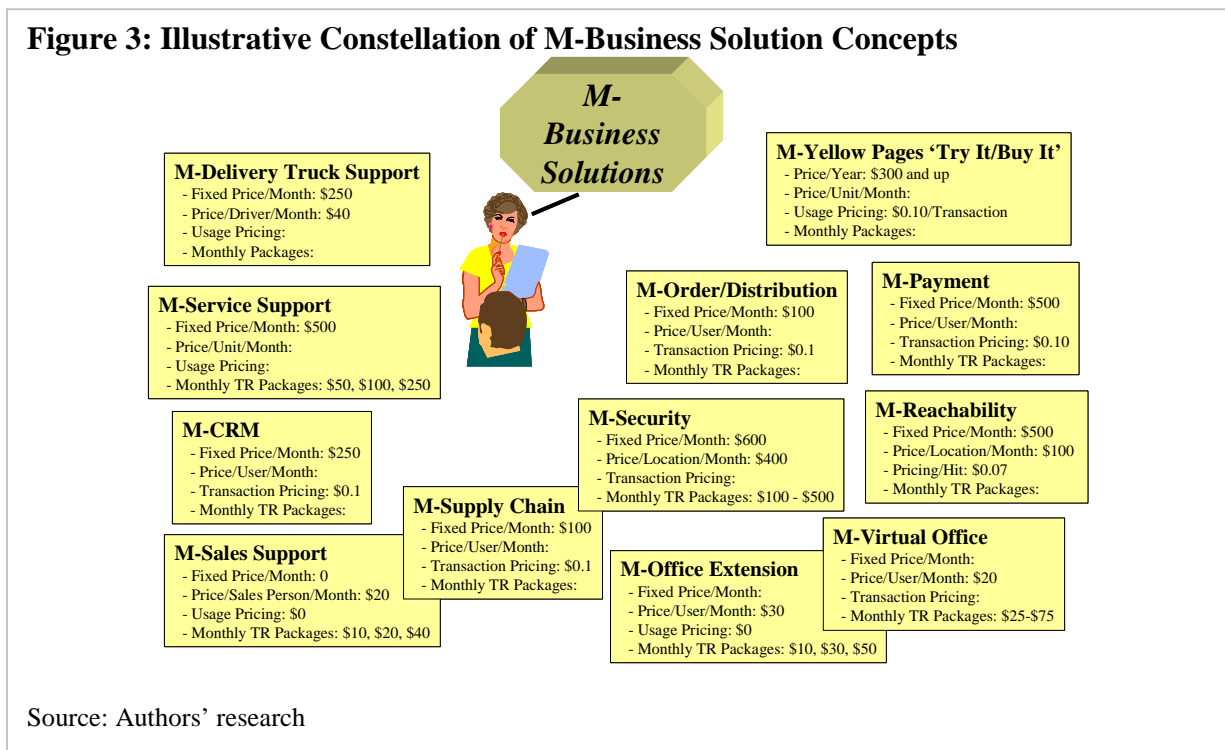 Figure 3: Illustrative Constellation of M-Business Solution Concepts
M-
Business
Solutions
M-Delivery Truck Support
- Fixed Price/Month: $250
- Price/Driver/Month: $40
- Usage Pricing:
- Monthly Packages:
M-Yellow Pages ‘Try It/Buy It’
- Price/Year: $300 and up
- Price/Unit/Month:
- Usage Pricing: $0.10/Transaction
- Monthly Packages:
M-Service Support
- Fixed Price/Month: $500
- Price/Unit/Month:
- Usage Pricing:
- Monthly TR Packages: $50, $100, $250
M-Order/Distribution
- Fixed Price/Month: $100
- Price/User/Month:
- Transaction Pricing: $0.1
- Monthly TR Packages:
M-Payment
- Fixed Price/Month: $500
- Price/User/Month:
- Transaction Pricing: $0.10
- Monthly TR Packages:
M-CRM
- Fixed Price/Month: $250
- Price/User/Month:
- Transaction Pricing: $0.1
- Monthly TR Packages:
M-Security
- Fixed Price/Month: $600
- Price/Location/Month: $400
- Transaction Pricing:
- Monthly TR Packages: $100 - $500
M-Reachability
- Fixed Price/Month: $500
- Price/Location/Month: $100
- Pricing/Hit: $0.07
- Monthly TR Packages:
M-Supply Chain
- Fixed Price/Month: $100
- Price/User/Month:
- Transaction Pricing: $0.1
- Monthly TR Packages:
M-Sales Support
- Fixed Price/Month: 0
- Price/Sales Person/Month: $20
- Usage Pricing: $0
- Monthly TR Packages: $10, $20, $40
M-Office Extension
- Fixed Price/Month:
- Price/User/Month: $30
- Usage Pricing: $0
- Monthly TR Packages: $10, $30, $50
M-Virtual Office
- Fixed Price/Month:
- Price/User/Month: $20
- Transaction Pricing:
- Monthly TR Packages: $25-$75
Source: Authors’ research